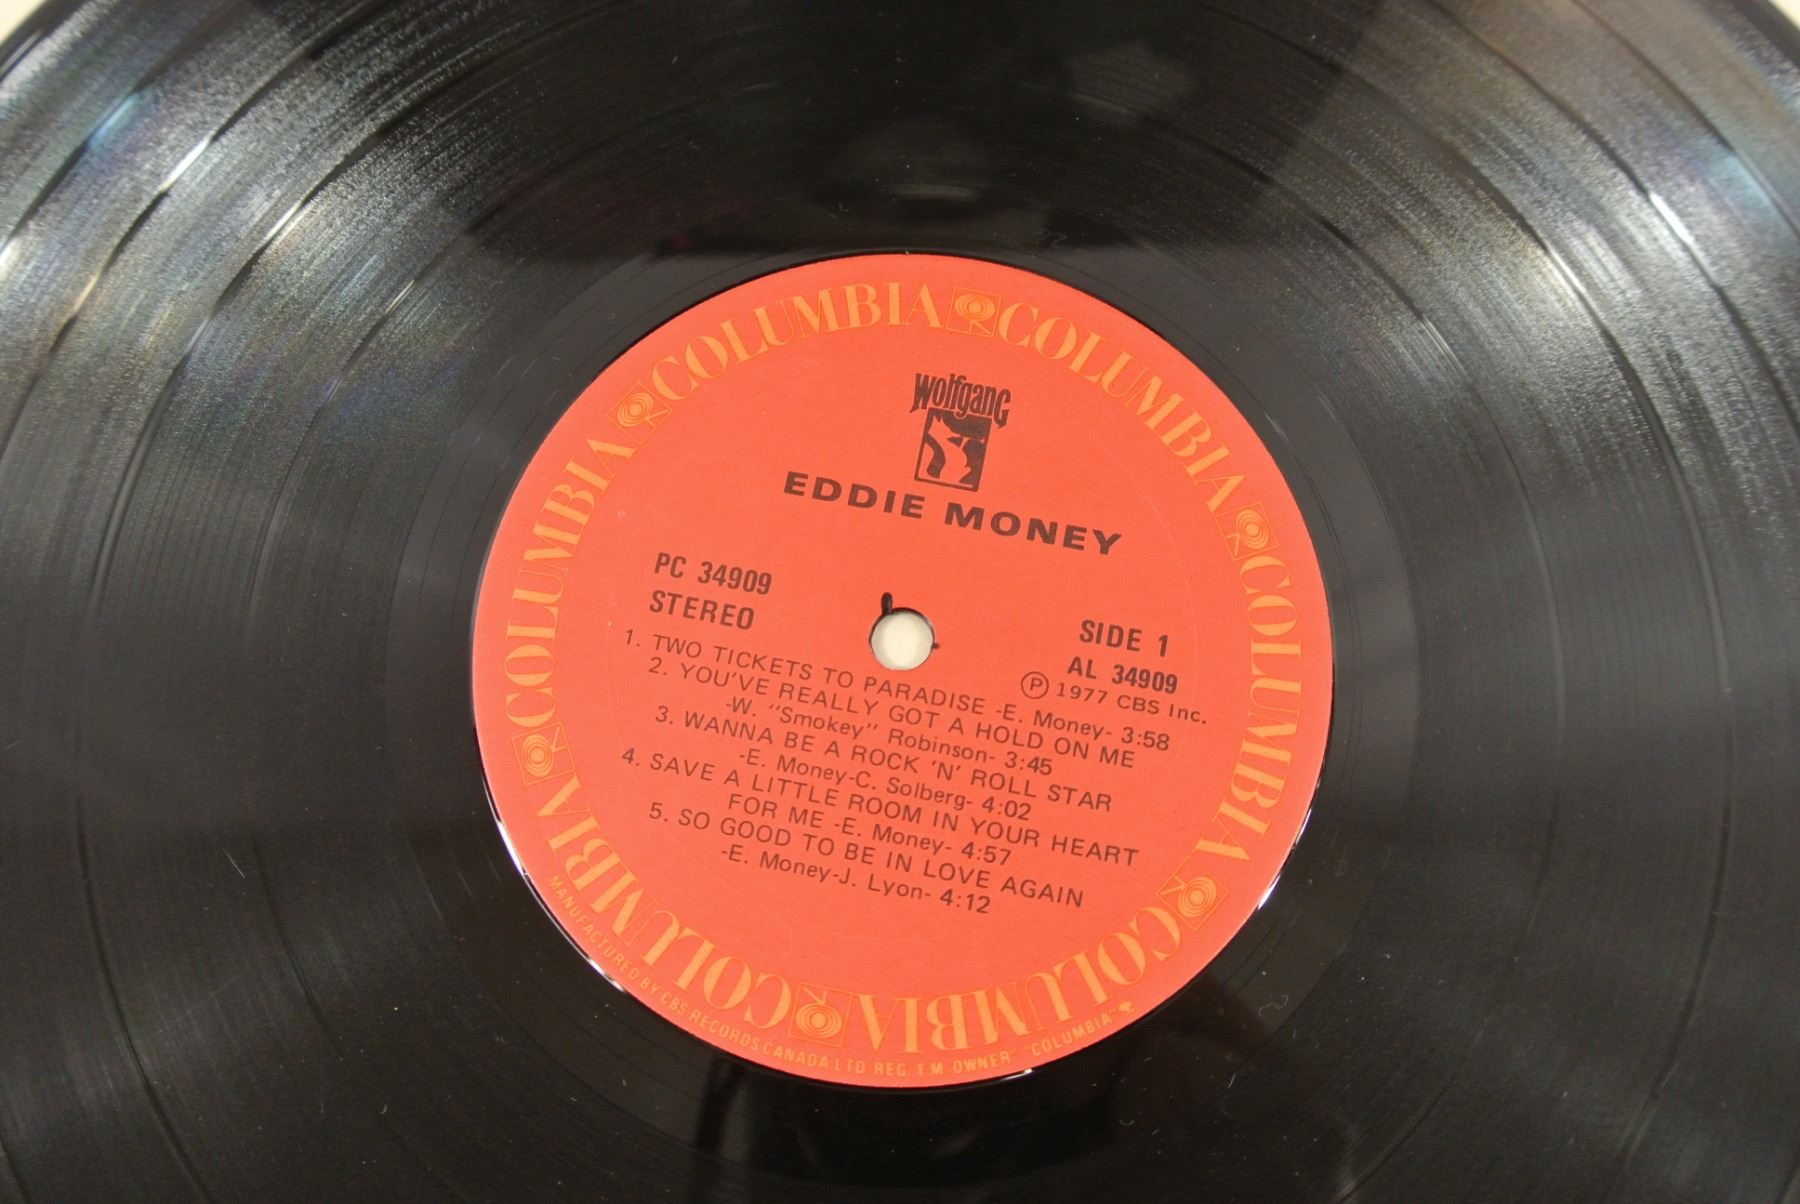 COLUMBIA COLUMBIA COLUMBIA COLUMBIA COLUMBIA COLUMBIA
Wolfgang
EDDIE MONEY
PC 34909
STEREO
SIDE 1
AL 34909
Ⓟ 1977 CBS Inc.
1. TWO TICKETS TO PARADISE -E. Money- 3:58
2. YOU'VE REALLY GOT A HOLD ON ME
-W. "Smokey" Robinson- 3:45
3. WANNA BE A ROCK 'N' ROLL STAR
-E. Money-C. Solberg- 4:02
4. SAVE A LITTLE ROOM IN YOUR HEART
FOR ME -E. Money- 4:57
5. SO GOOD TO BE IN LOVE AGAIN
-E. Money-J. Lyon- 4:12
MANUFACTURED BY CBS RECORDS CANADA LTD REG. T.M. OWNER "COLUMBIA"